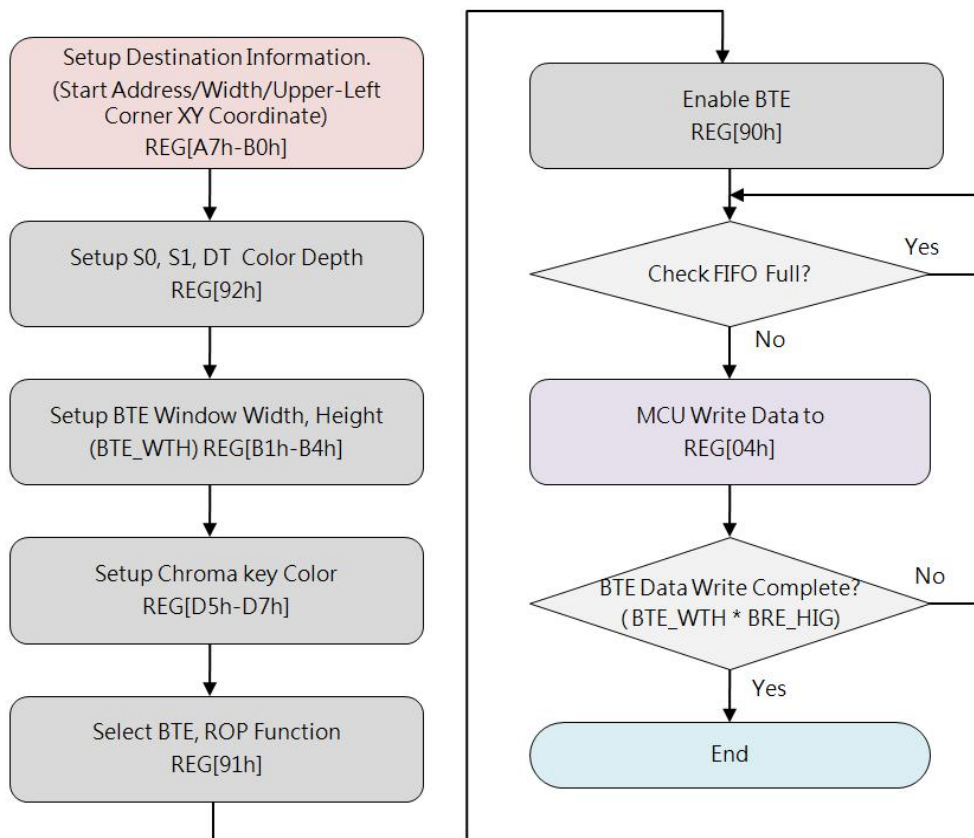 Setup Destination Information.
(Start Address/Width/Upper-Left
Corner XY Coordinate)
REG[A7h-B0h]
Setup S0, S1, DT  Color Depth
REG[92h]
Setup BTE Window Width, Height
(BTE_WTH) REG[B1h-B4h]
Setup Chroma key Color
REG[D5h-D7h]
Select BTE, ROP Function
REG[91h]
Enable BTE
REG[90h]
Check FIFO  Full?
Yes
No
MCU Write Data to
REG[04h]
BTE Data Write Complete?
( BTE_WTH * BRE_HIG)
No
Yes
End